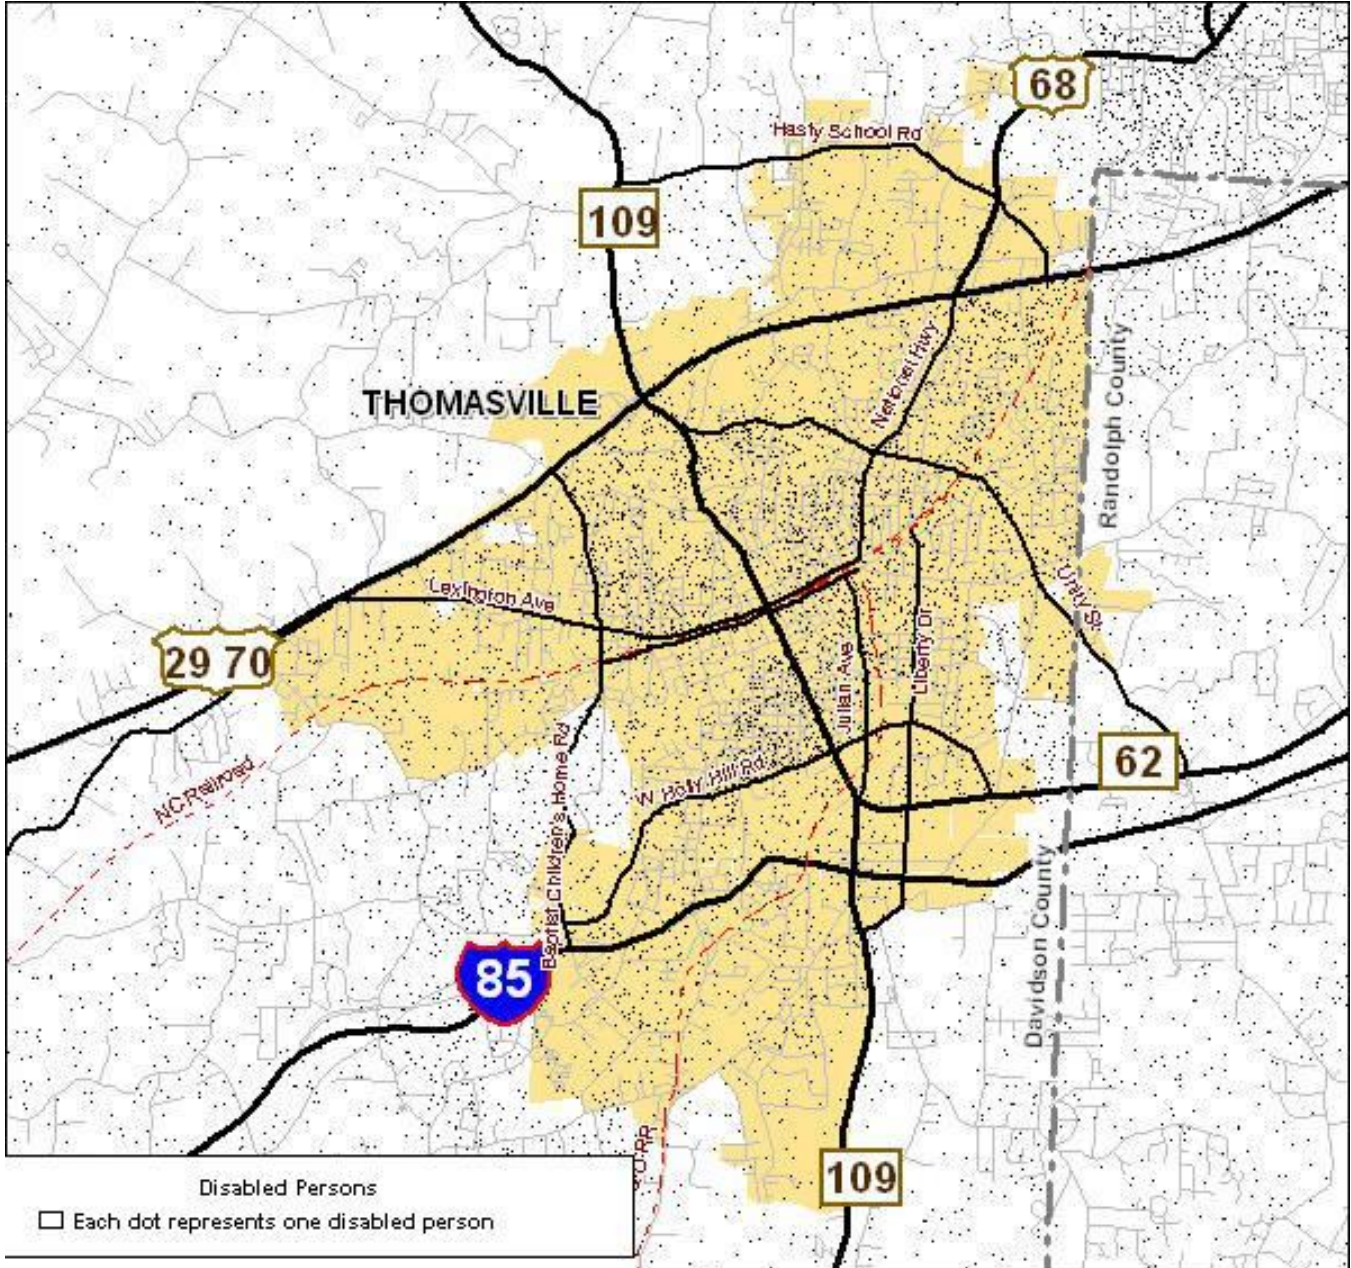 68
Hasty School Rd
109
National Hwy
Randolph County
THOMASVILLE
Lexington Ave
Unity St
29 70
Julian Ave
Liberty Dr
62
NC Railroad
W Holly Hill Rd
Baptist Children's Home Rd
Davidson County
85
109
Disabled Persons
Each dot represents one disabled person